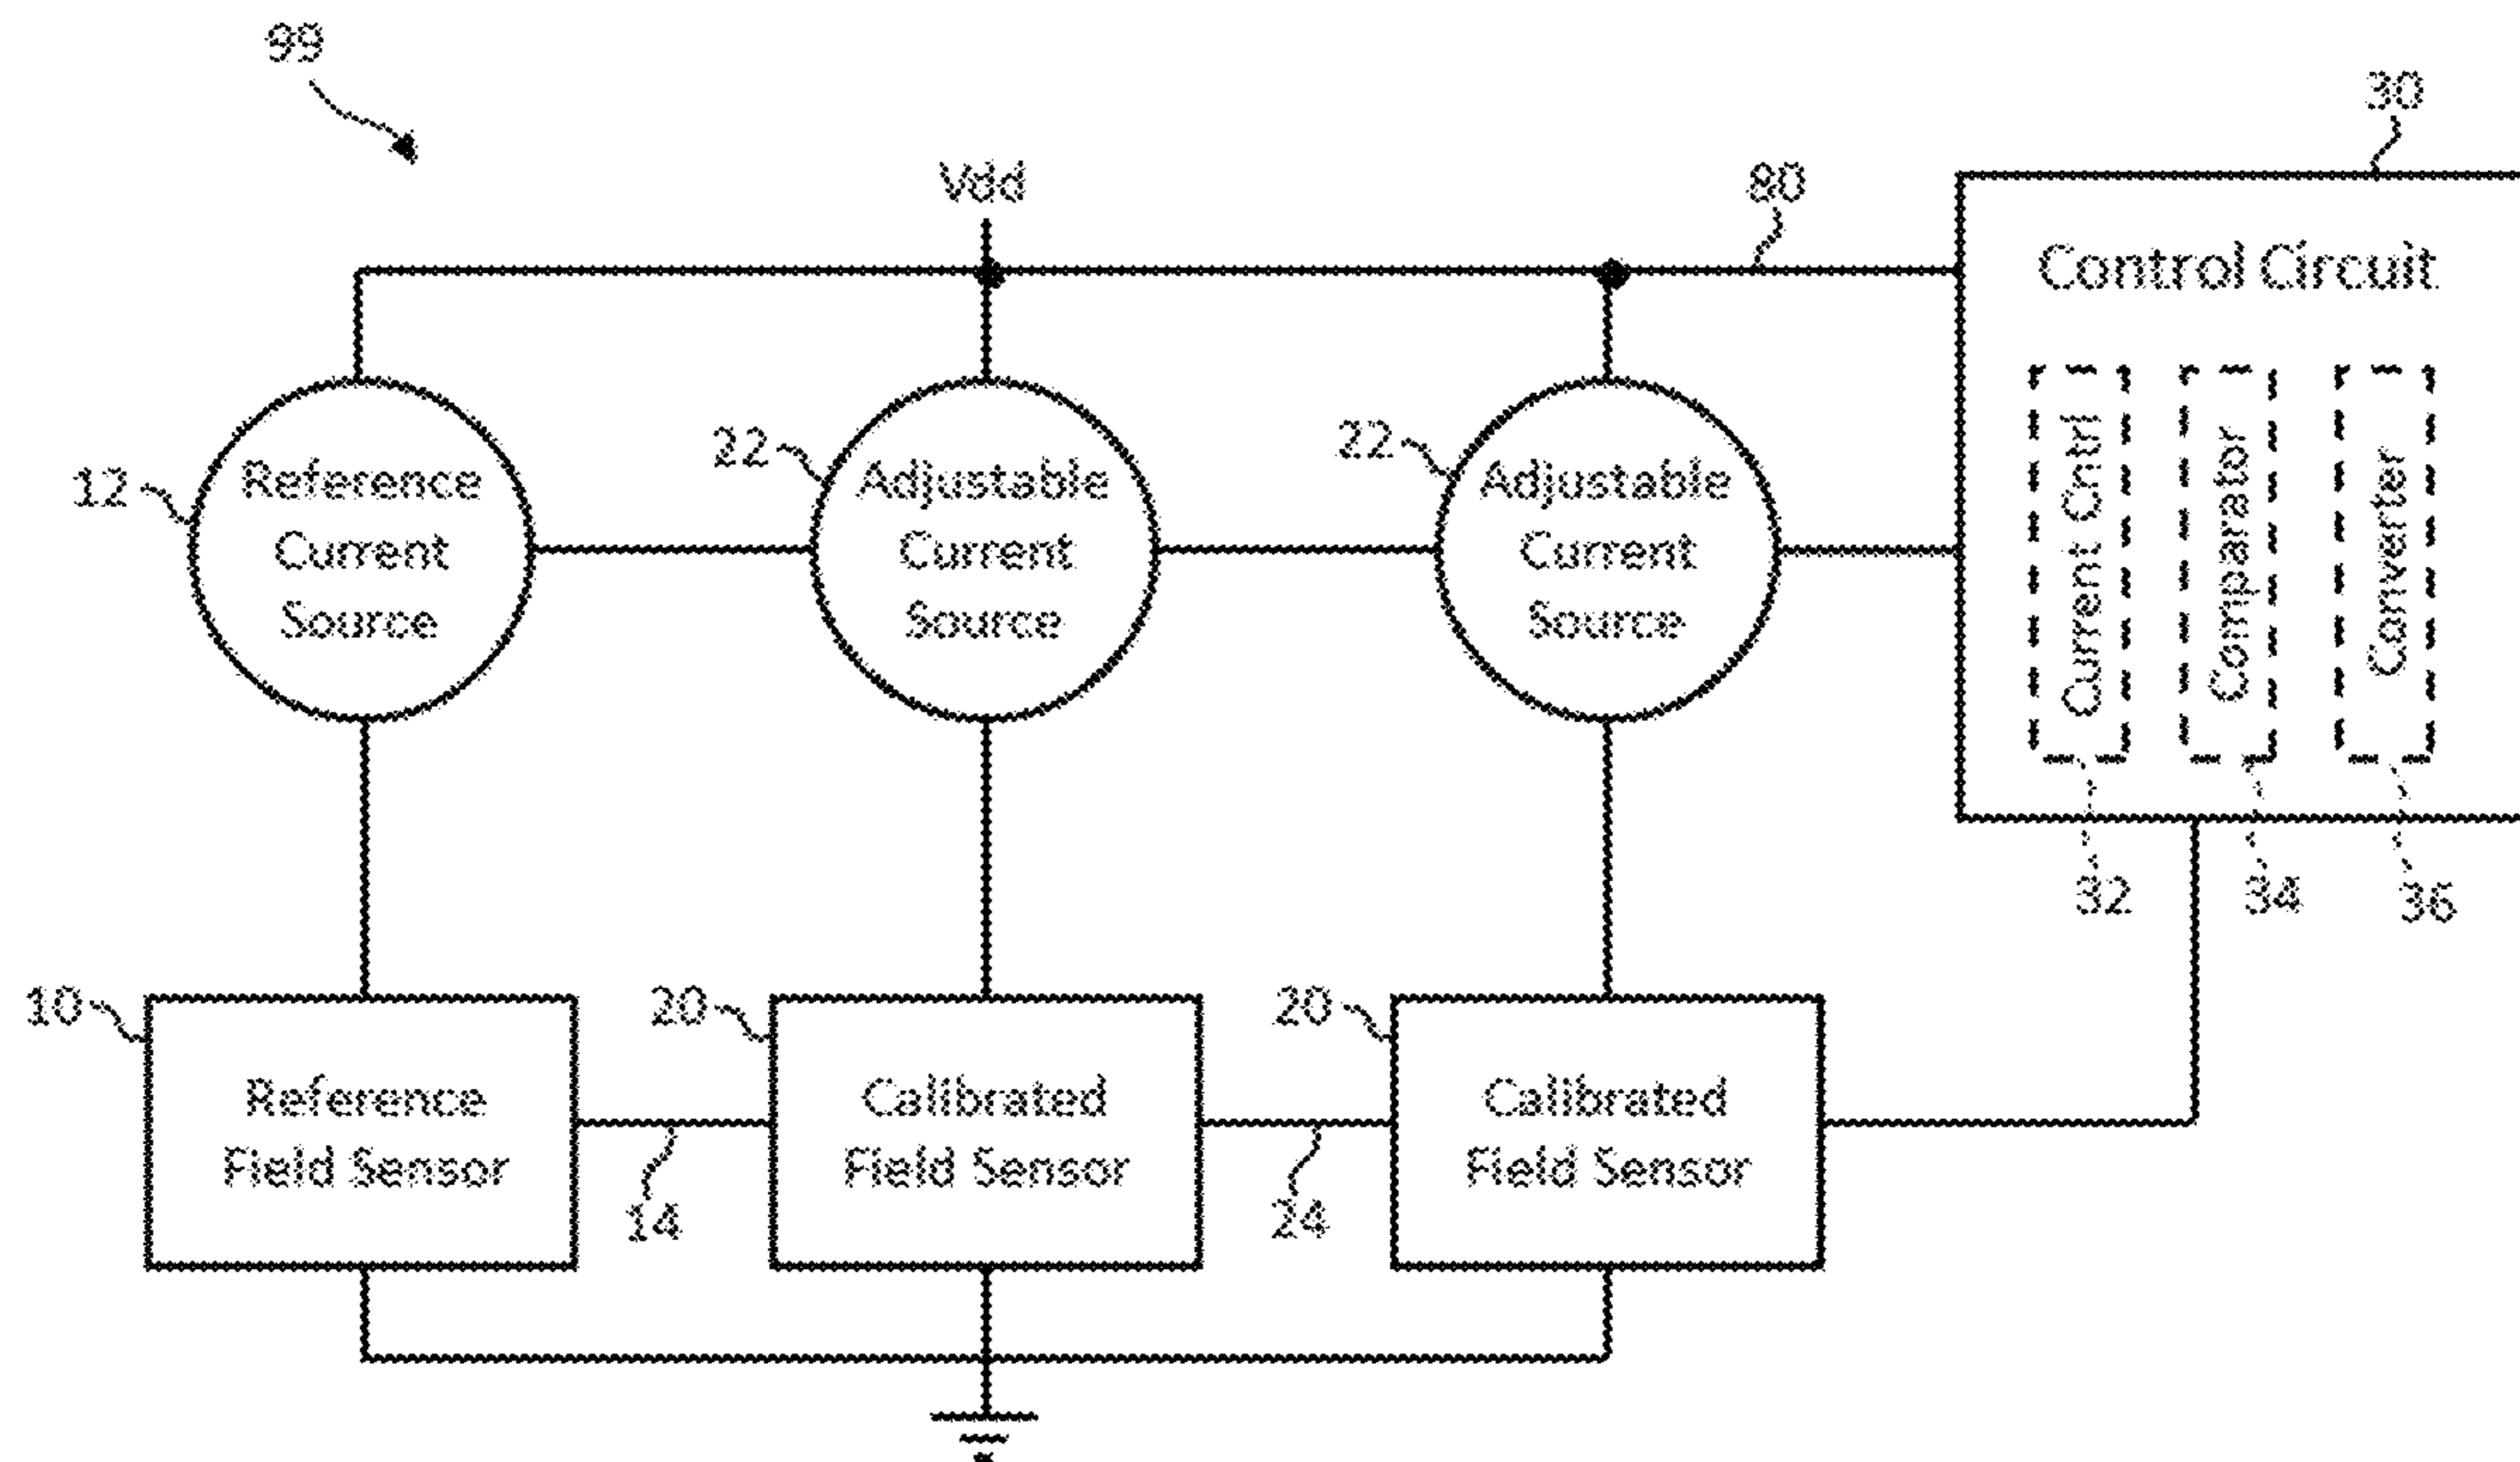 99
30
Vdd
80
Control Circuit
12
Reference
Current
Source
22
Adjustable
Current
Source
22
Adjustable
Current
Source
Current Cntrl
Comparator
Converter
32
34
36
10
Reference
Field Sensor
20
Calibrated
Field Sensor
20
Calibrated
Field Sensor
14
24